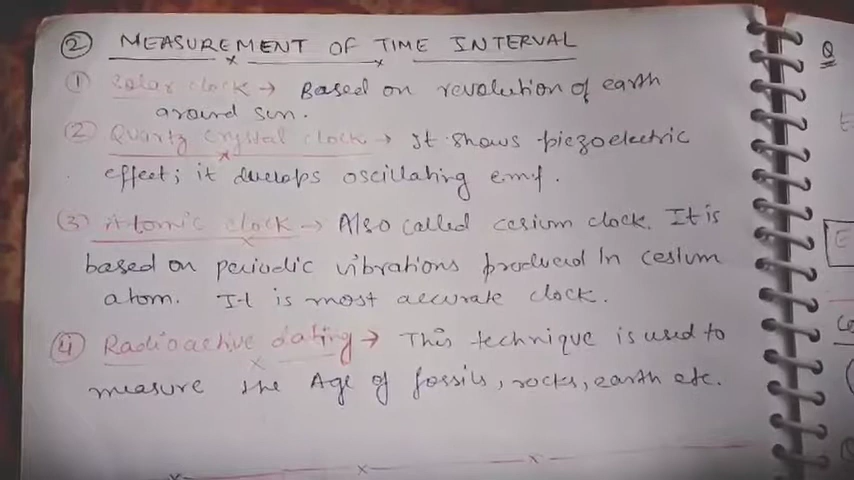 ② MEASUREMENT OF TIME INTERVAL
① Solar clock → Based on revolution of earth
around sun.
② Quartz crystal clock → It shows piezoelectric
effect; it develops oscillating emf.
③ Atomic clock → Also called cesium clock. It is
based on periodic vibrations produced in cesium
atom. It is most accurate clock.
④ Radioactive dating → This technique is used to
measure the Age of fossils, rocks, earth etc.
Q